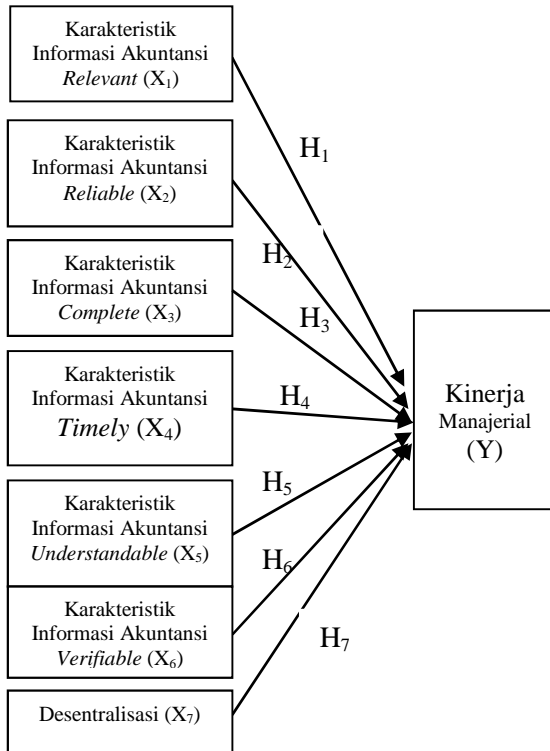 Karakteristik
Informasi Akuntansi
Relevant (X₁)
H₁
Karakteristik
Informasi Akuntansi
Reliable (X₂)
H₂
Karakteristik
Informasi Akuntansi
Complete (X₃)
H₃
Karakteristik
Informasi Akuntansi
Timely (X₄)
H₄
Karakteristik
Informasi Akuntansi
Understandable (X₅)
H₅
Karakteristik
Informasi Akuntansi
Verifiable (X₆)
H₆
Desentralisasi (X₇)
H₇
Kinerja
Manajerial
(Y)